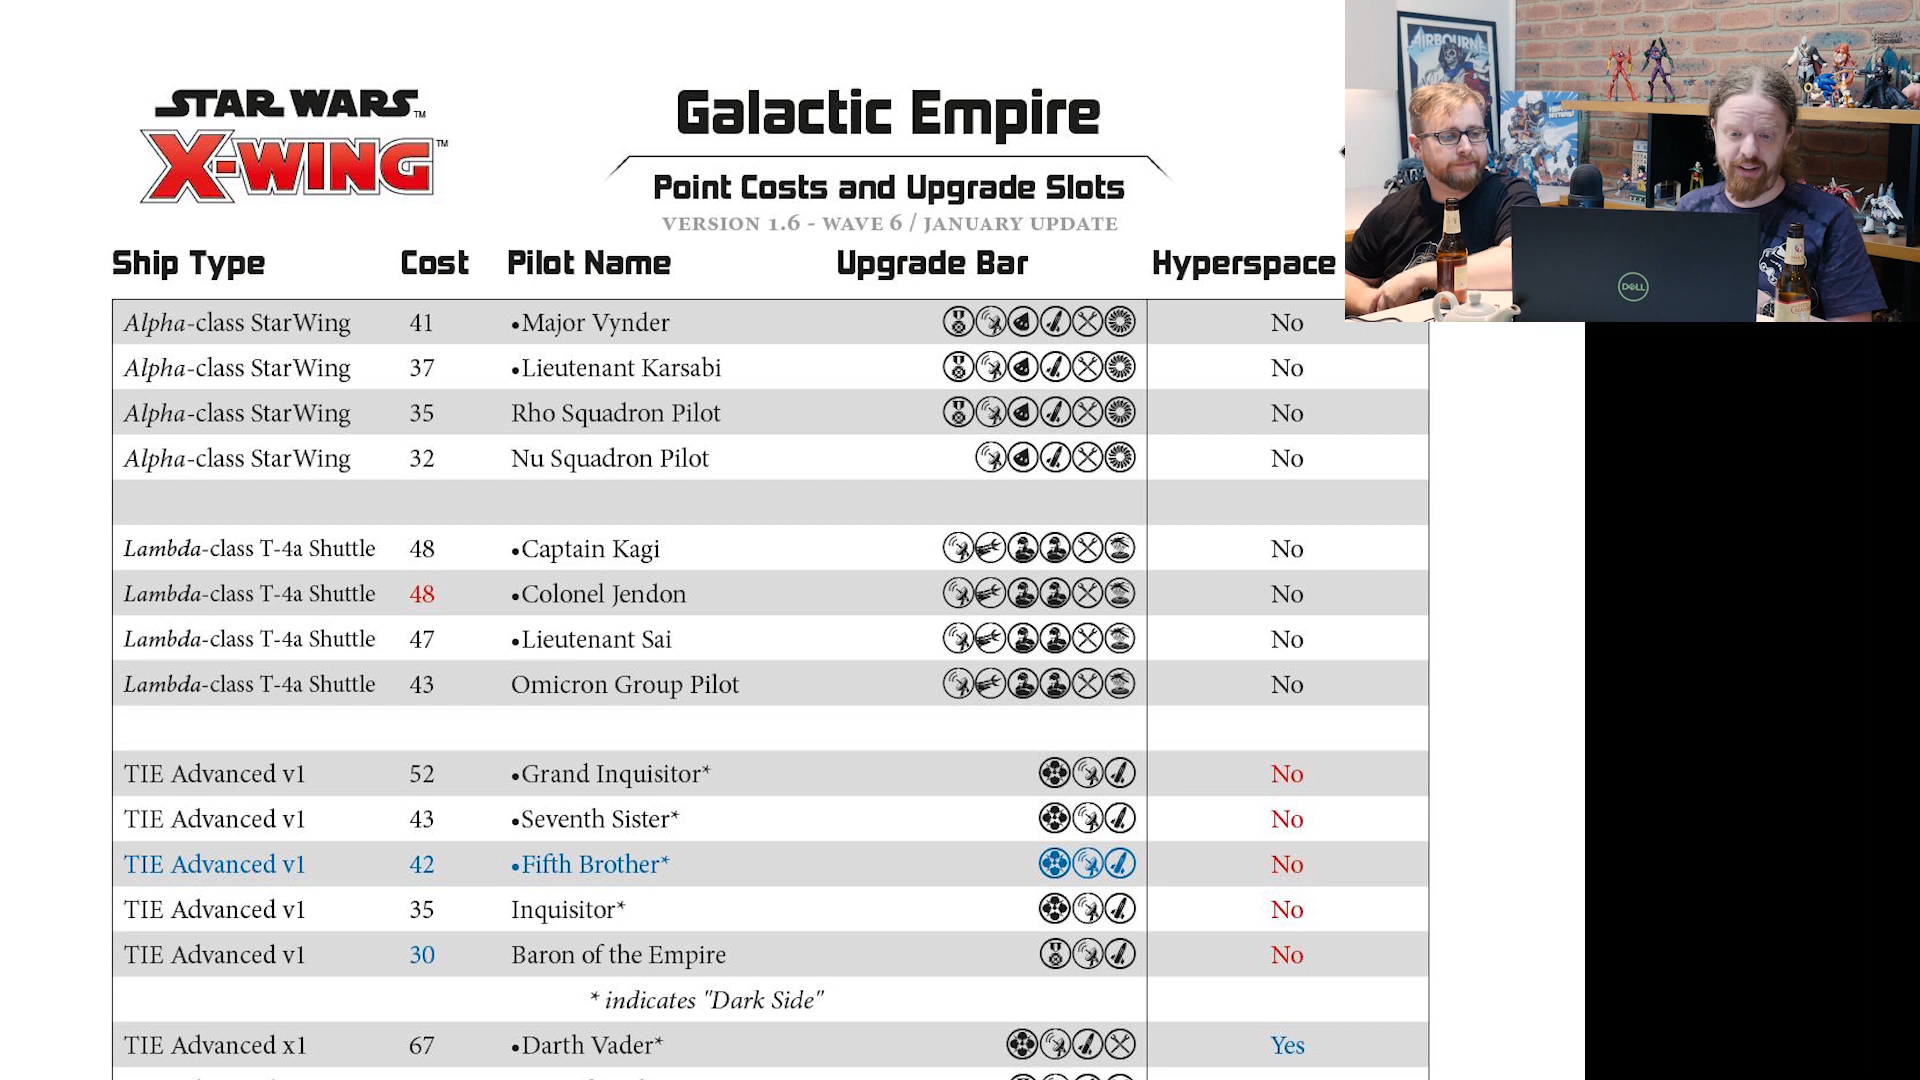 STAR WARS™
X-WING™
Galactic Empire
Point Costs and Upgrade Slots
VERSION 1.6 - WAVE 6 / JANUARY UPDATE
AIRBOURNE
DELL
Ship Type Cost Pilot Name Upgrade Bar Hyperspace
Alpha-class StarWing 41 •Major Vynder No
Alpha-class StarWing 37 •Lieutenant Karsabi No
Alpha-class StarWing 35 Rho Squadron Pilot No
Alpha-class StarWing 32 Nu Squadron Pilot No
Lambda-class T-4a Shuttle 48 •Captain Kagi No
Lambda-class T-4a Shuttle 48 •Colonel Jendon No
Lambda-class T-4a Shuttle 47 •Lieutenant Sai No
Lambda-class T-4a Shuttle 43 Omicron Group Pilot No
TIE Advanced v1 52 •Grand Inquisitor* No
TIE Advanced v1 43 •Seventh Sister* No
TIE Advanced v1 42 •Fifth Brother* No
TIE Advanced v1 35 Inquisitor* No
TIE Advanced v1 30 Baron of the Empire No
* indicates "Dark Side"
TIE Advanced x1 67 •Darth Vader* Yes